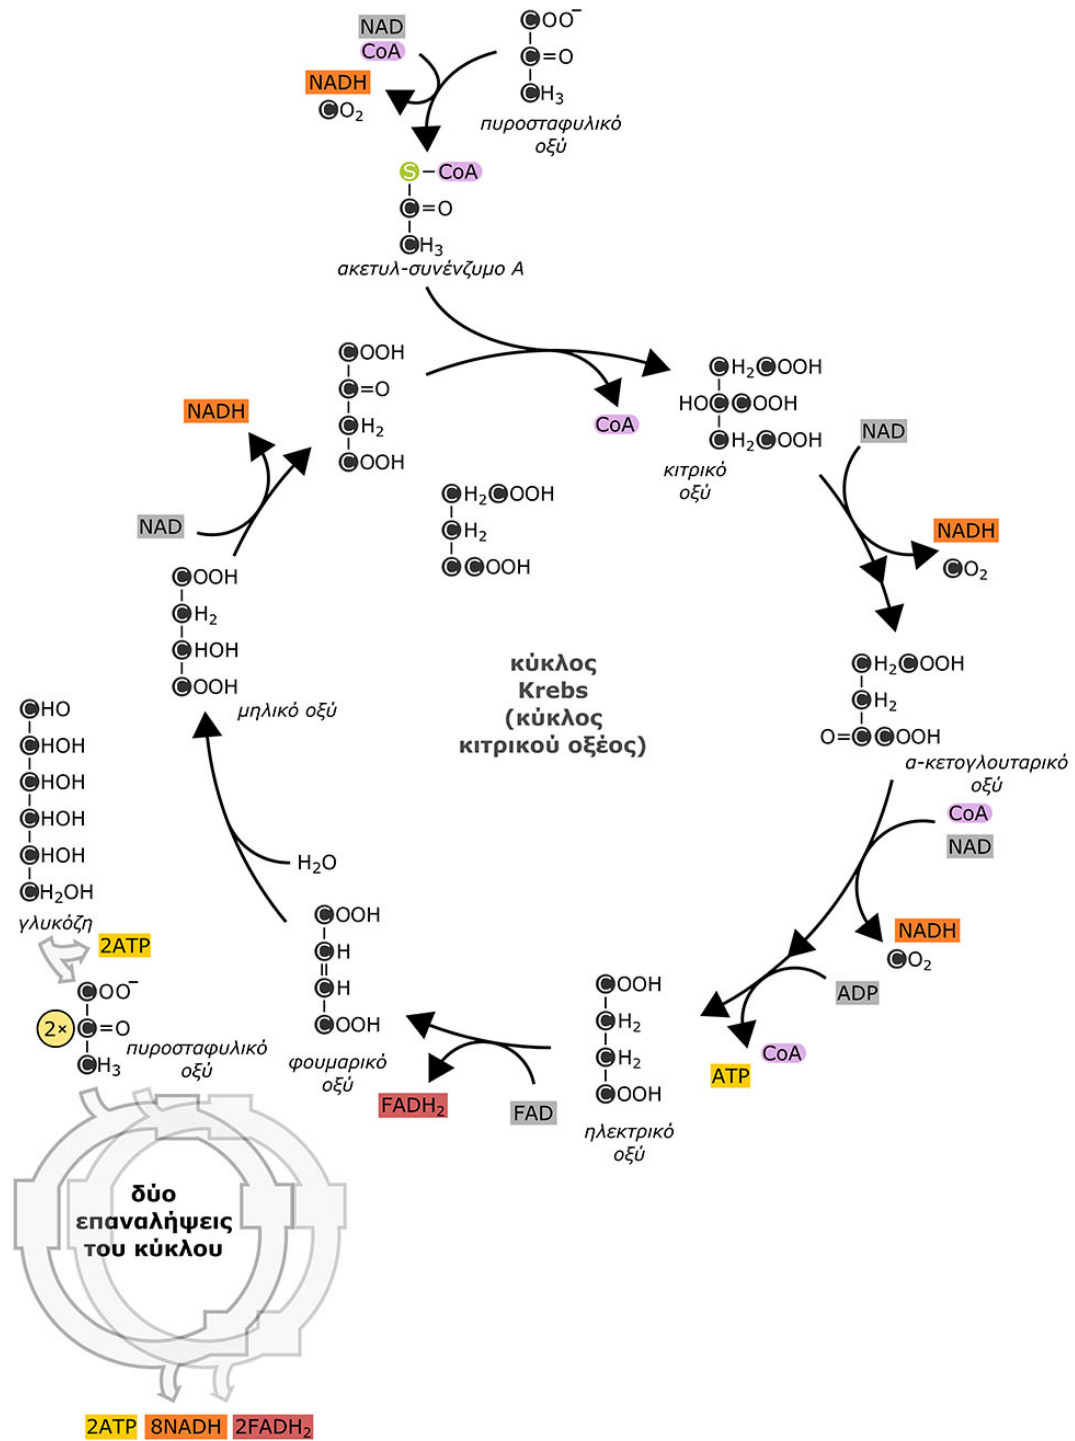 NAD
CoA
NADH
CO₂
COO⁻
C=O
CH₃
πυροσταφυλικό
οξύ
S–CoA
C=O
CH₃
ακετυλ-συνένζυμο Α
COOH
C=O
CH₂
COOH
CoA
CH₂COOH
HOCCOOH
CH₂COOH
κιτρικό
οξύ
NAD
NADH
CO₂
NADH
NAD
CH₂COOH
CH₂
CCOOH
COOH
CH₂
CHOH
COOH
μηλικό οξύ
κύκλος
Krebs
(κύκλος
κιτρικού οξέος)
CH₂COOH
CH₂
O=CCOOH
α-κετογλουταρικό
οξύ
CoA
NAD
NADH
CO₂
ADP
CoA
ATP
COOH
CH₂
CH₂
COOH
ηλεκτρικό
οξύ
FAD
FADH₂
COOH
CH
CH
COOH
φουμαρικό
οξύ
H₂O
CHO
CHOH
CHOH
CHOH
CHOH
CH₂OH
γλυκόζη
2ATP
COO⁻
2× C=O
CH₃
πυροσταφυλικό
οξύ
δύο
επαναλήψεις
του κύκλου
2ATP 8NADH 2FADH₂